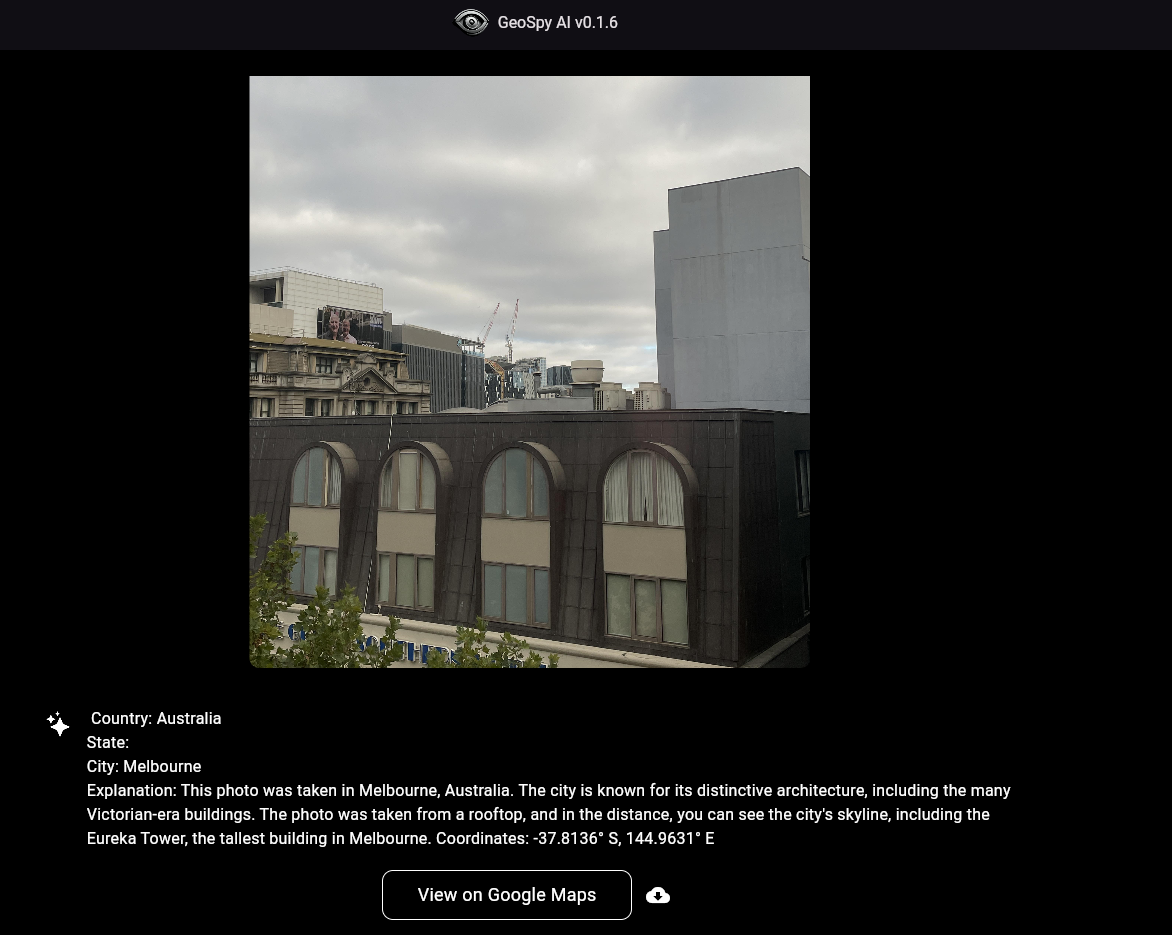 GeoSpy AI v0.1.6
Country: Australia
State:
City: Melbourne
Explanation: This photo was taken in Melbourne, Australia. The city is known for its distinctive architecture, including the many
Victorian-era buildings. The photo was taken from a rooftop, and in the distance, you can see the city's skyline, including the
Eureka Tower, the tallest building in Melbourne. Coordinates: -37.8136° S, 144.9631° E
View on Google Maps